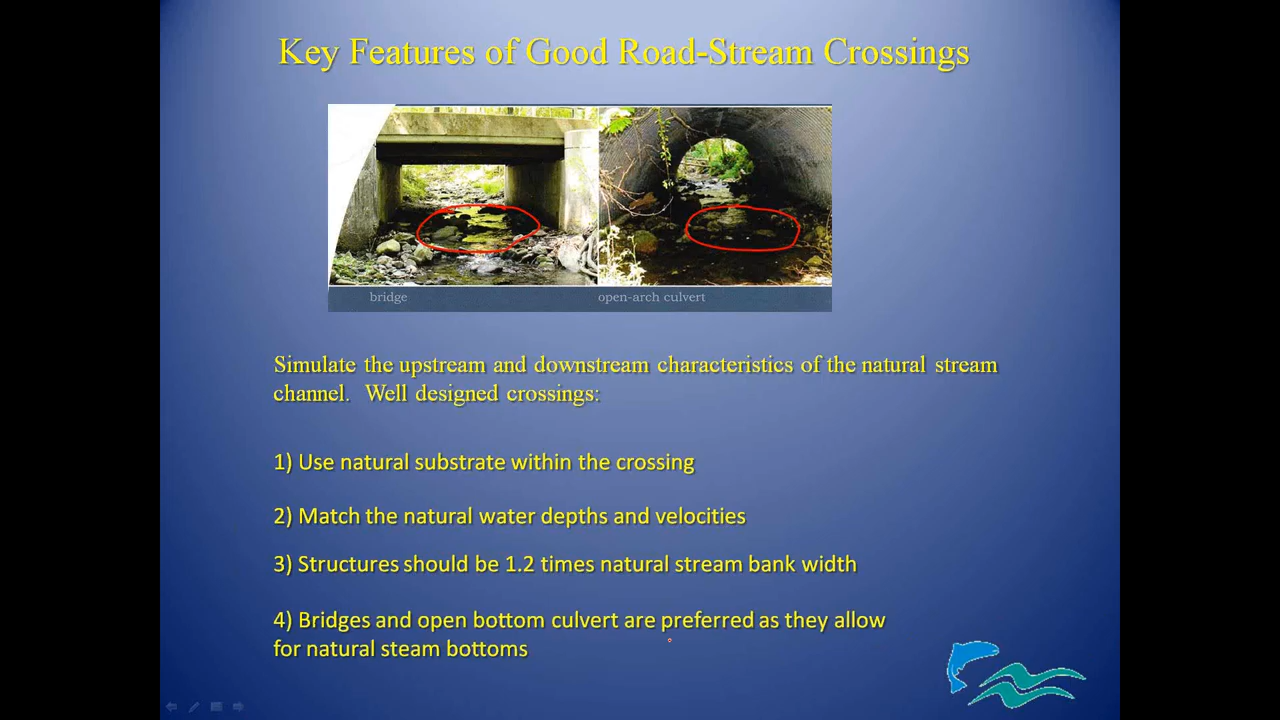 Key Features of Good Road-Stream Crossings
bridge
open-arch culvert
Simulate the upstream and downstream characteristics of the natural stream
channel. Well designed crossings:
1) Use natural substrate within the crossing
2) Match the natural water depths and velocities
3) Structures should be 1.2 times natural stream bank width
4) Bridges and open bottom culvert are preferred as they allow
for natural steam bottoms